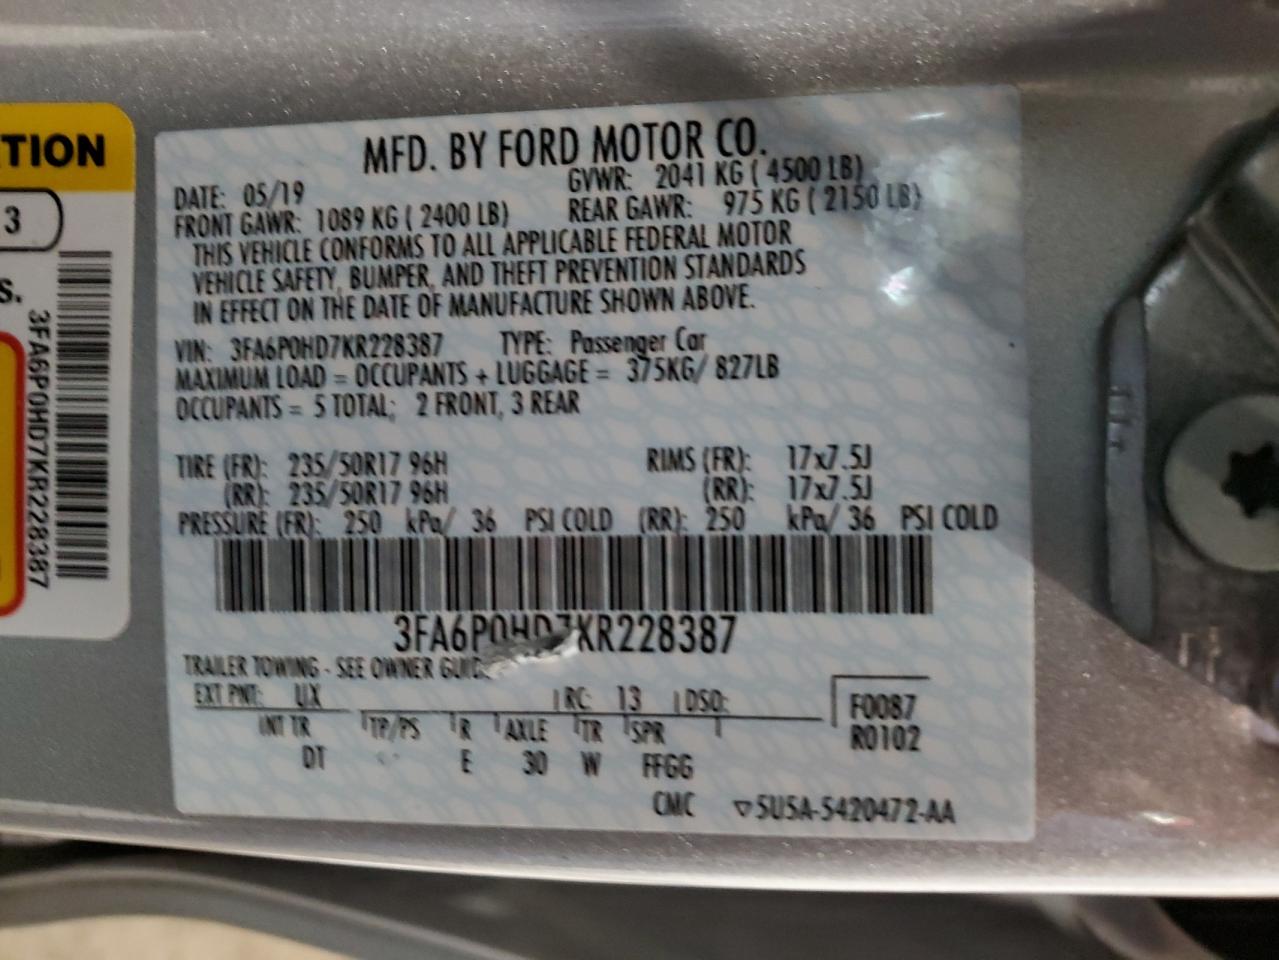 TION
3
S.
3FA6P0HD7KR228387
MFD. BY FORD MOTOR CO.
DATE: 05/19 GVWR: 2041 KG ( 4500 LB)
FRONT GAWR: 1089 KG ( 2400 LB) REAR GAWR: 975 KG ( 2150 LB)
THIS VEHICLE CONFORMS TO ALL APPLICABLE FEDERAL MOTOR
VEHICLE SAFETY, BUMPER, AND THEFT PREVENTION STANDARDS
IN EFFECT ON THE DATE OF MANUFACTURE SHOWN ABOVE.
VIN: 3FA6P0HD7KR228387 TYPE: Passenger Car
MAXIMUM LOAD = OCCUPANTS + LUGGAGE = 375KG/ 827LB
OCCUPANTS = 5 TOTAL; 2 FRONT, 3 REAR
TIRE (FR): 235/50R17 96H RIMS (FR): 17x7.5J
(RR): 235/50R17 96H (RR): 17x7.5J
PRESSURE (FR): 250 kPa/ 36 PSI COLD (RR): 250 kPa/ 36 PSI COLD
3FA6P0HD7KR228387
TRAILER TOWING - SEE OWNER GUIDE
EXT PNT: UX RC: 13 DSO: F0087
INT TR TP/PS R AXLE TR SPR R0102
DT E 30 W FFGG
CMC ▽5U5A-5420472-AA